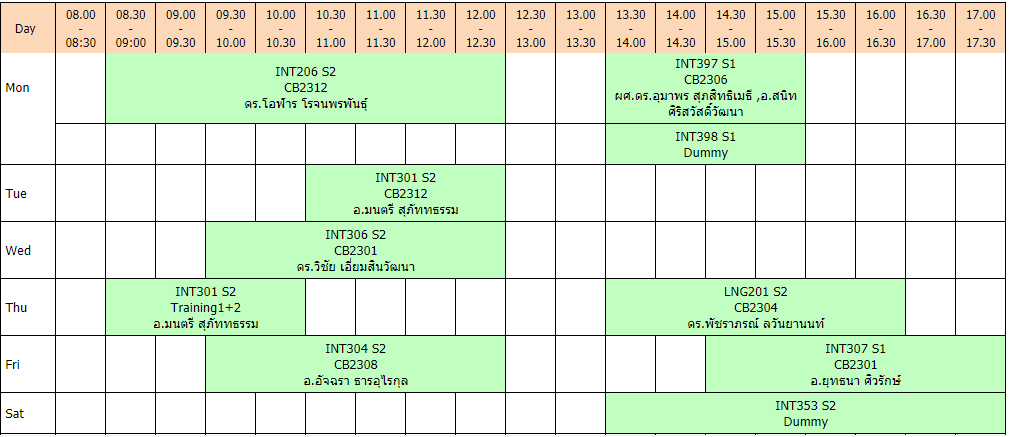 Day
08.00 - 08:30
08.30 - 09:00
09.00 - 09.30
09.30 - 10.00
10.00 - 10.30
10.30 - 11.00
11.00 - 11.30
11.30 - 12.00
12.00 - 12.30
12.30 - 13.00
13.00 - 13.30
13.30 - 14.00
14.00 - 14.30
14.30 - 15.00
15.00 - 15.30
15.30 - 16.00
16.00 - 16.30
16.30 - 17.00
17.00 - 17.30
Mon
INT206 S2
CB2312
ดร.โอฬาร โรจนพรพันธุ์
INT397 S1
CB2306
ผศ.ดร.อุมาพร สุภสิทธิเมธี ,อ.สนิท
ศิริสวัสดิ์วัฒนา
INT398 S1
Dummy
Tue
INT301 S2
CB2312
อ.มนตรี สุภัททธรรม
Wed
INT306 S2
CB2301
ดร.วิชัย เอี่ยมสินวัฒนา
Thu
INT301 S2
Training1+2
อ.มนตรี สุภัททธรรม
LNG201 S2
CB2304
ดร.พัชราภรณ์ ลวันยานนท์
Fri
INT304 S2
CB2308
อ.อัจฉรา ธารอุไรกุล
INT307 S1
CB2301
อ.ยุทธนา ศิวรักษ์
Sat
INT353 S2
Dummy